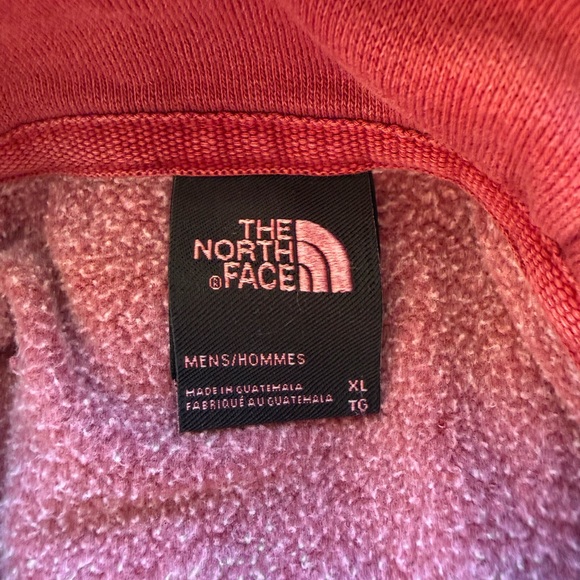 THE
NORTH
®FACE
MENS/HOMMES
MADE IN GUATEMALA XL
FABRIQUÉ AU GUATEMALA TG